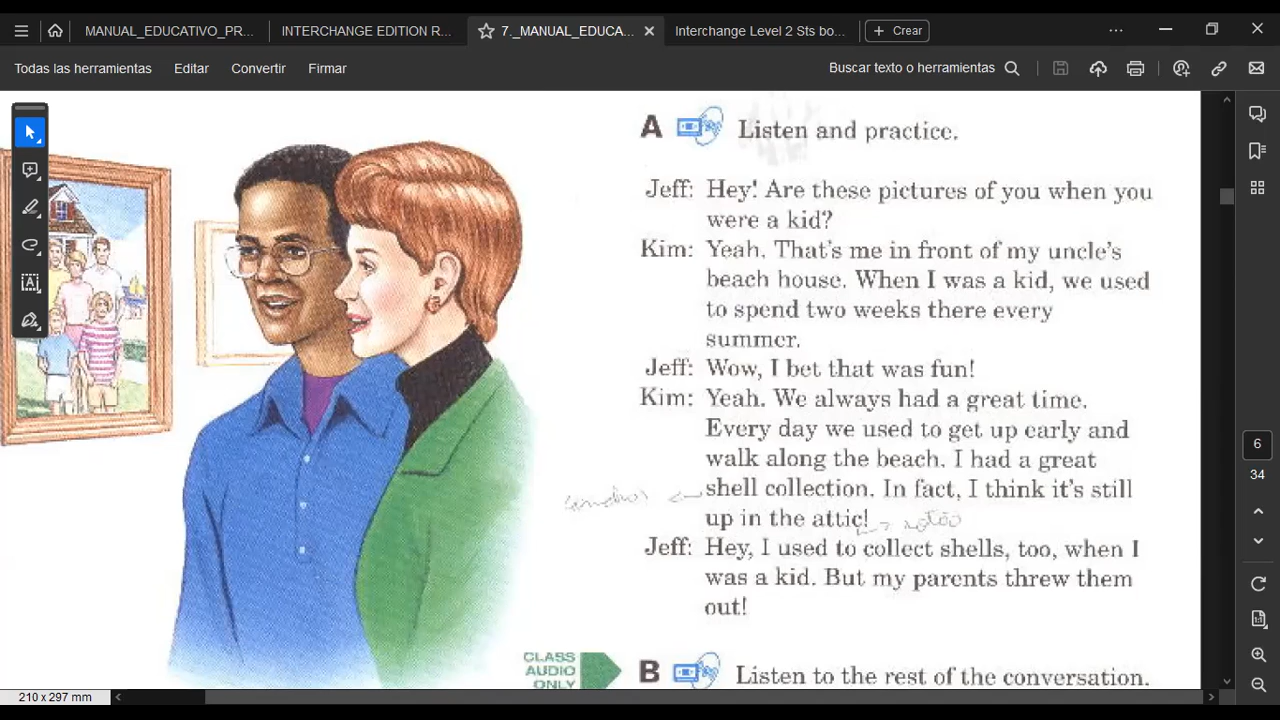 MANUAL_EDUCATIVO_PR...
INTERCHANGE EDITION R...
7._MANUAL_EDUCA...
Interchange Level 2 Sts bo...
+ Crear
Todas las herramientas
Editar
Convertir
Firmar
Buscar texto o herramientas
A Listen and practice.
Jeff: Hey! Are these pictures of you when you
were a kid?
Kim: Yeah. That's me in front of my uncle's
beach house. When I was a kid, we used
to spend two weeks there every
summer.
Jeff: Wow, I bet that was fun!
Kim: Yeah. We always had a great time.
Every day we used to get up early and
walk along the beach. I had a great
shell collection. In fact, I think it's still
up in the attic!
Jeff: Hey, I used to collect shells, too, when I
was a kid. But my parents threw them
out!
CLASS
AUDIO
ONLY
B Listen to the rest of the conversation.
6
34
210 x 297 mm